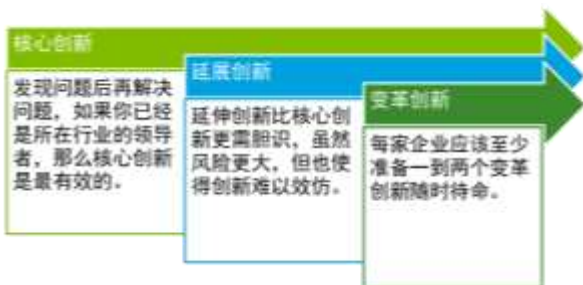 核心创新
发现问题后再解决
问题，如果你已经
是所在行业的领导
者，那么核心创新
是最有效的。
延展创新
延伸创新比核心创
新更需胆识，虽然
风险更大，但也使
得创新难以效仿。
变革创新
每家企业应该至少
准备一到两个变革
创新随时待命。